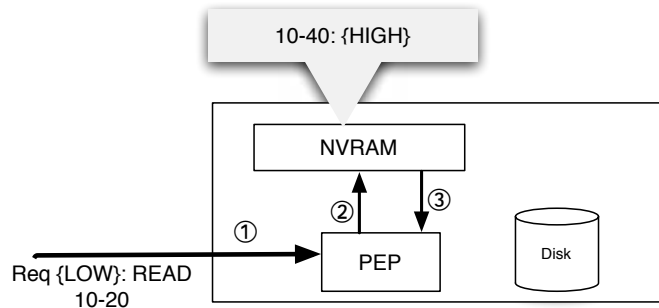 10-40: {HIGH}
NVRAM
②
③
①
PEP
Disk
Req {LOW}: READ
10-20